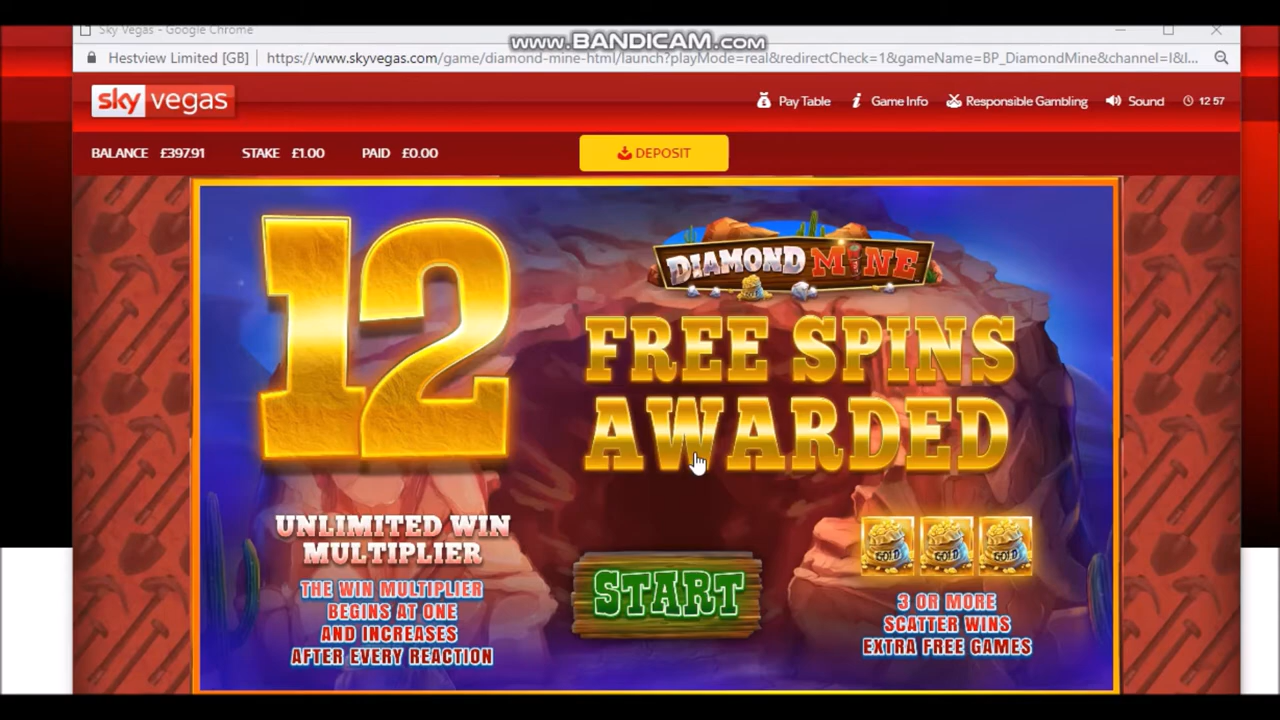 Sky Vegas - Google Chrome
www.BANDICAM.com
Hestview Limited [GB] https://www.skyvegas.com/game/diamond-mine-html/launch?playMode=real&redirectCheck=1&gameName=BP_DiamondMine&channel=I&l...
sky vegas
Pay Table Game Info Responsible Gambling Sound 12 57
BALANCE £397.91 STAKE £1.00 PAID £0.00 DEPOSIT
DIAMOND MINE
12 FREE SPINS
AWARDED
UNLIMITED WIN
MULTIPLIER
THE WIN MULTIPLIER
BEGINS AT ONE
AND INCREASES
AFTER EVERY REACTION
START
GOLD GOLD GOLD
3 OR MORE
SCATTER WINS
EXTRA FREE GAMES